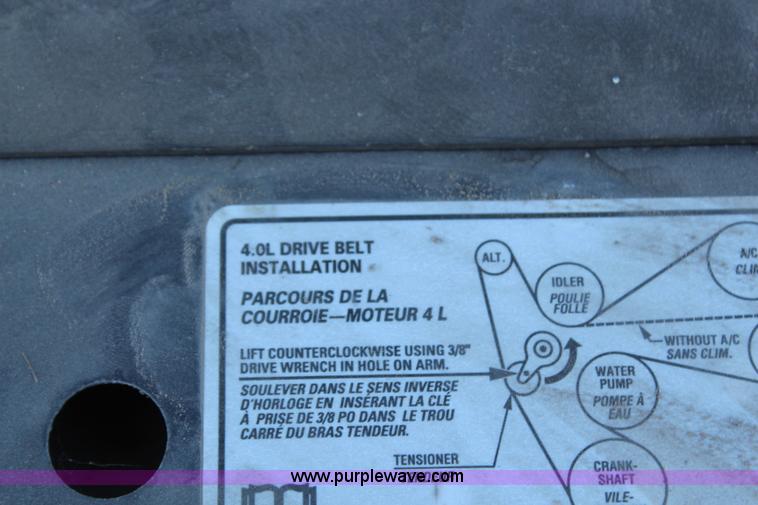 4.0L DRIVE BELT
INSTALLATION
PARCOURS DE LA
COURROIE—MOTEUR 4 L
LIFT COUNTERCLOCKWISE USING 3/8"
DRIVE WRENCH IN HOLE ON ARM.
SOULEVER DANS LE SENS INVERSE
D'HORLOGE EN INSÉRANT LA CLÉ
À PRISE DE 3/8 PO DANS LE TROU
CARRÉ DU BRAS TENDEUR.
TENSIONER
ALT.
IDLER
POULIE
FOLLE
A/C
CLI
WITHOUT A/C
SANS CLIM.
WATER
PUMP
POMPE À
EAU
CRANK-
SHAFT
VILE-
www.purplewave.com